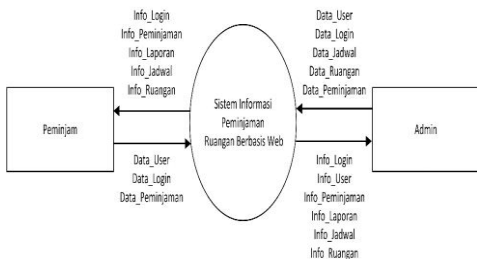 Info_Login
Info_Peminjaman
Info_Laporan
Info_Jadwal
Info_Ruangan
Peminjam
Data_User
Data_Login
Data_Peminjaman
Sistem Informasi
Peminjaman
Ruangan Berbasis Web
Data_User
Data_Login
Data_Jadwal
Data_Ruangan
Data_Peminjaman
Admin
Info_Login
Info_User
Info_Peminjaman
Info_Laporan
Info_Jadwal
Info_Ruangan